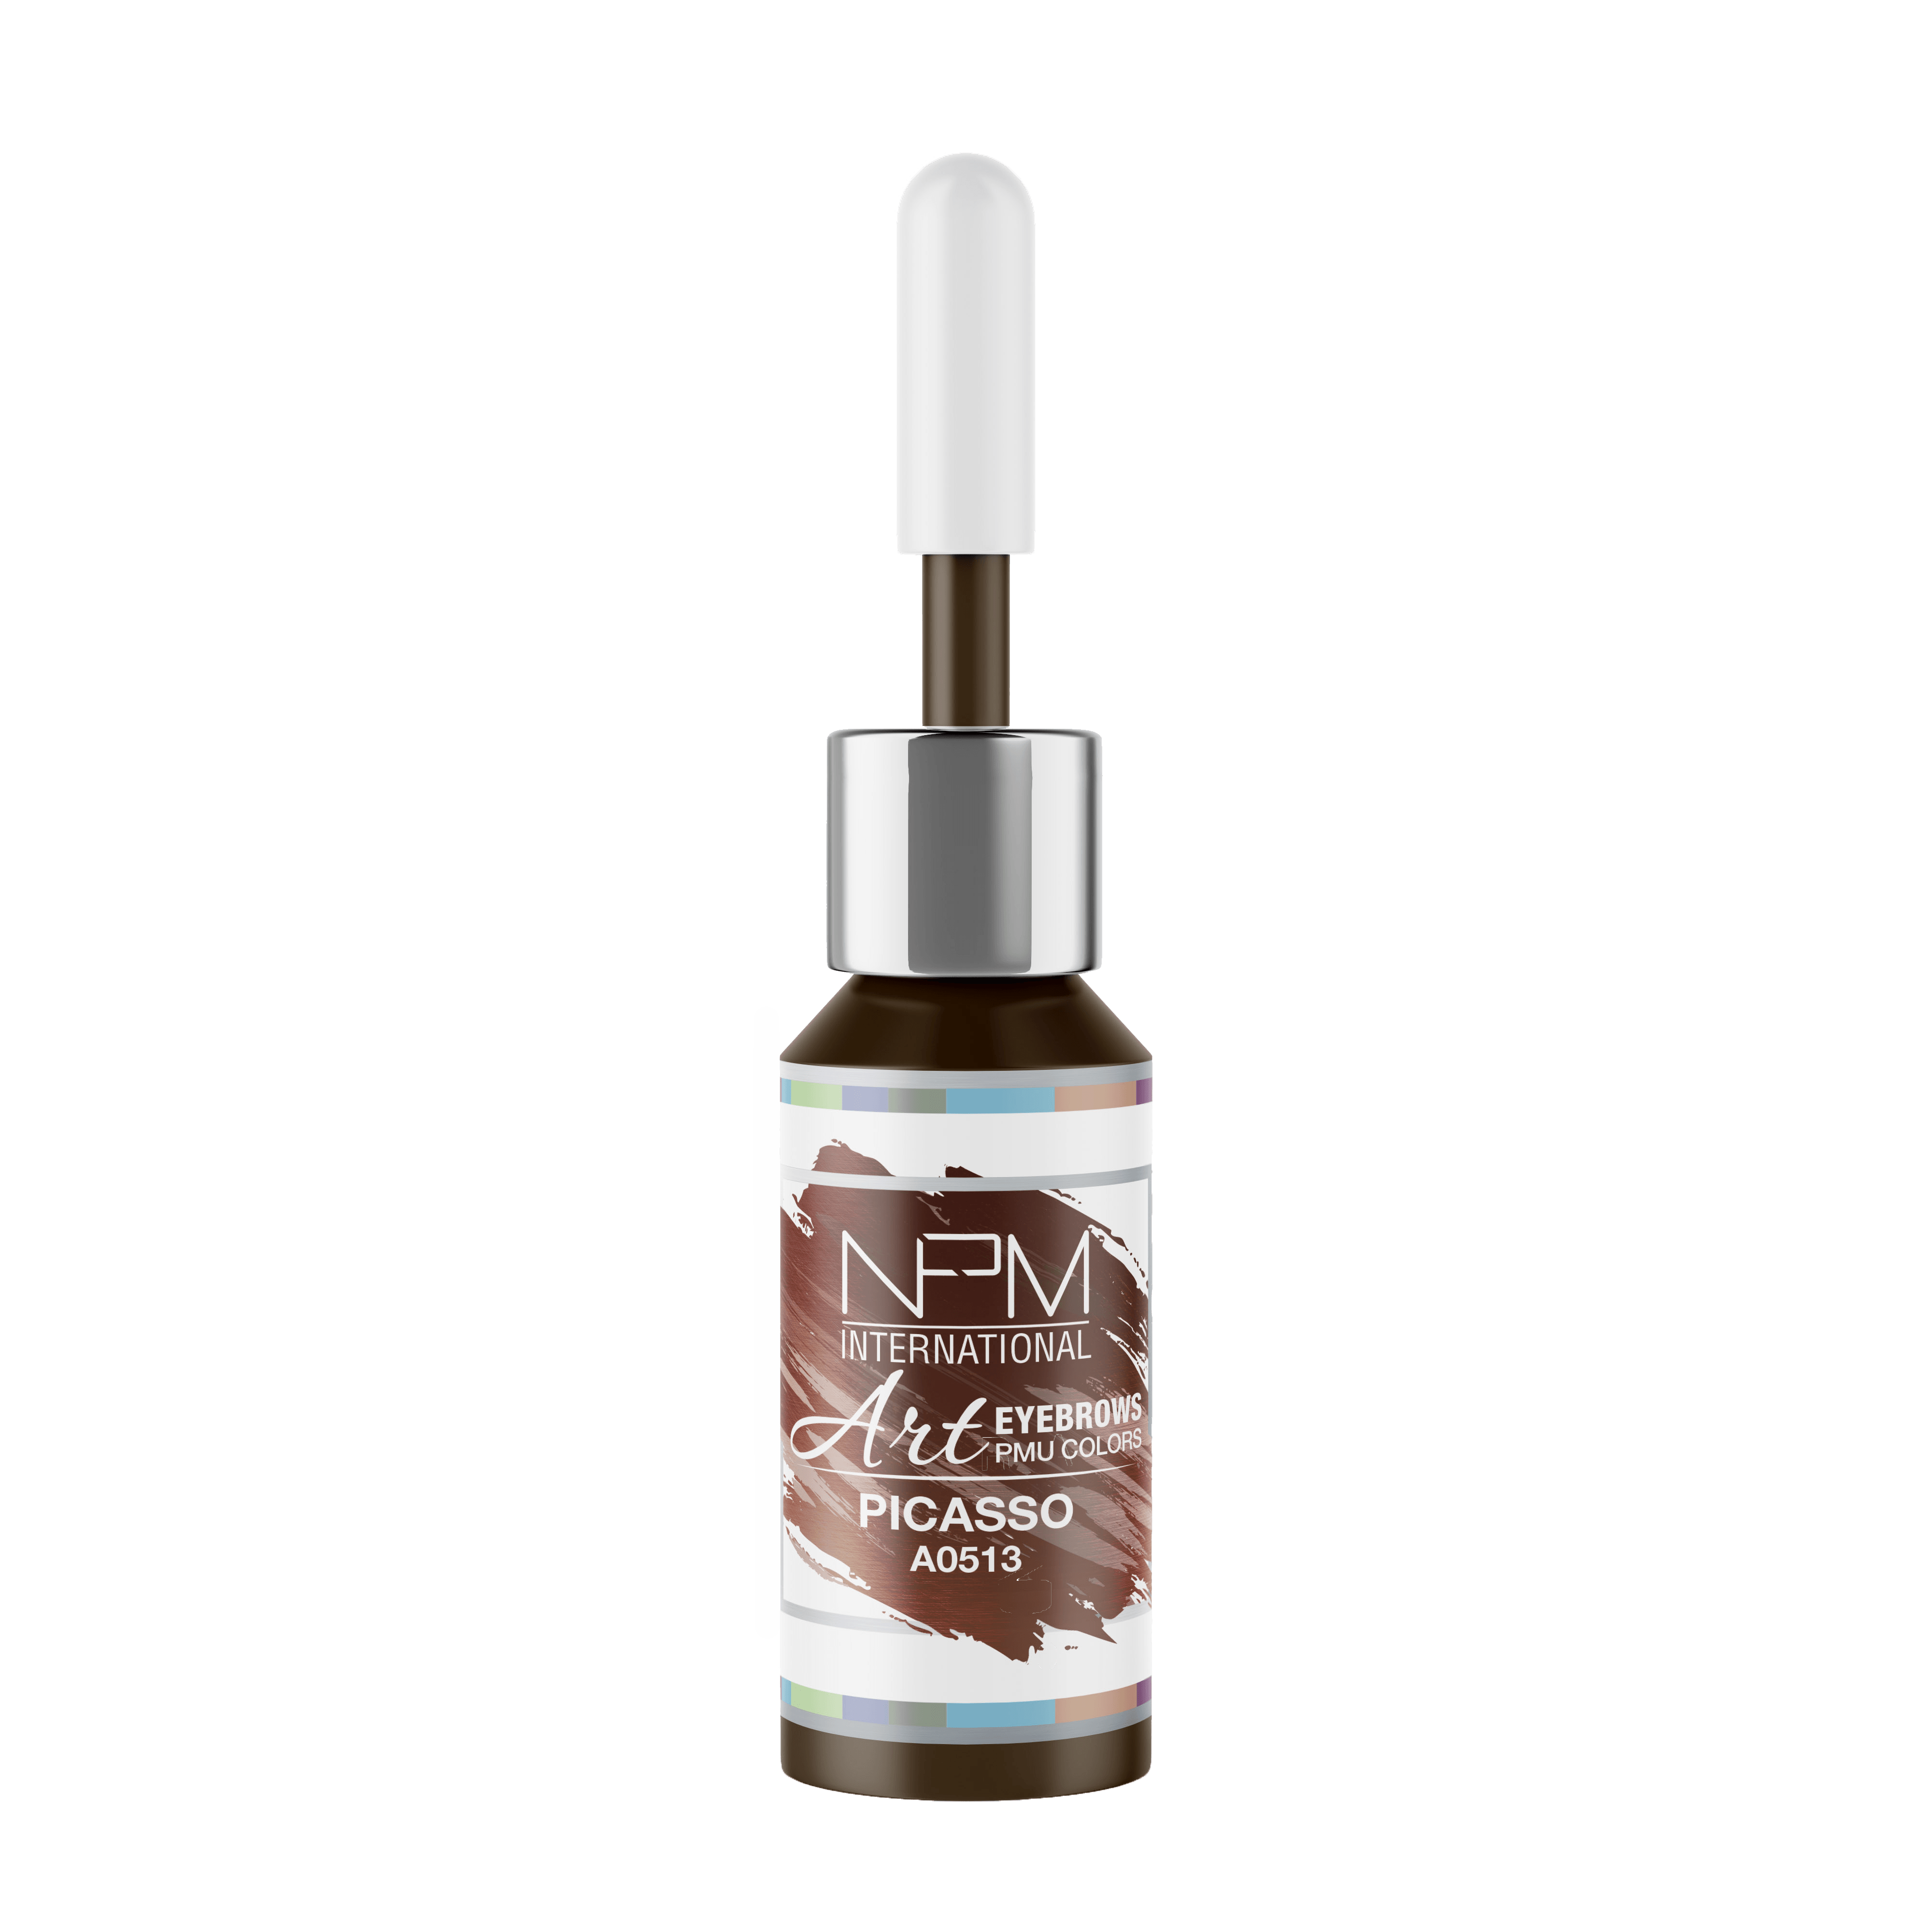 NPM
INTERNATIONAL
Art EYEBROWS
PMU COLORS
PICASSO
A0513